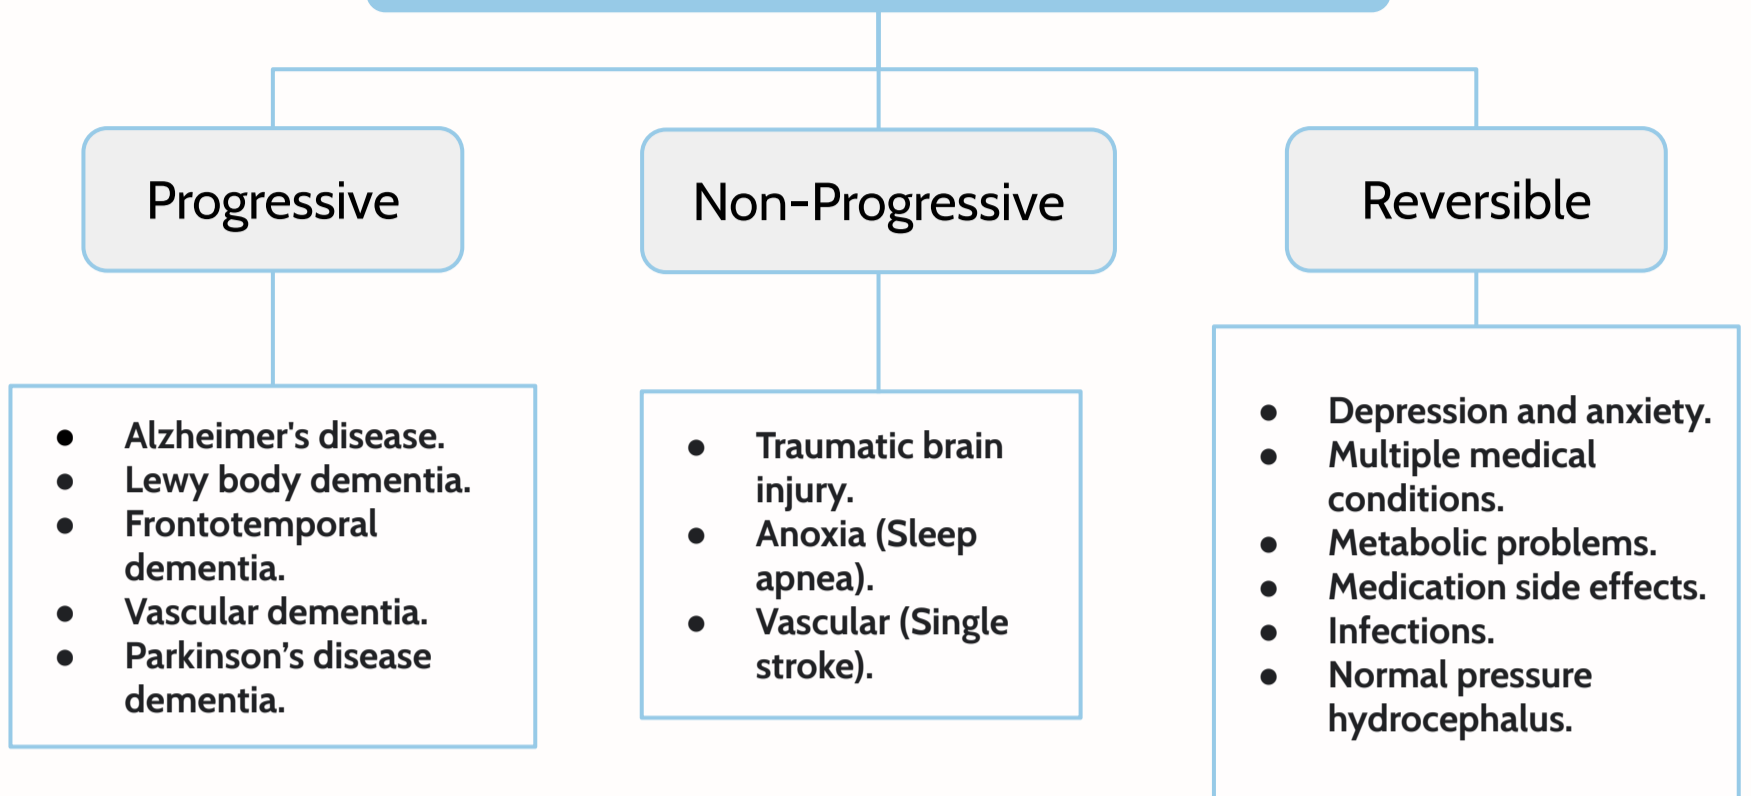 Progressive
Non-Progressive
Reversible
● Alzheimer's disease.
● Lewy body dementia.
● Frontotemporal
dementia.
● Vascular dementia.
● Parkinson’s disease
dementia.
● Traumatic brain
injury.
● Anoxia (Sleep
apnea).
● Vascular (Single
stroke).
● Depression and anxiety.
● Multiple medical
conditions.
● Metabolic problems.
● Medication side effects.
● Infections.
● Normal pressure
hydrocephalus.